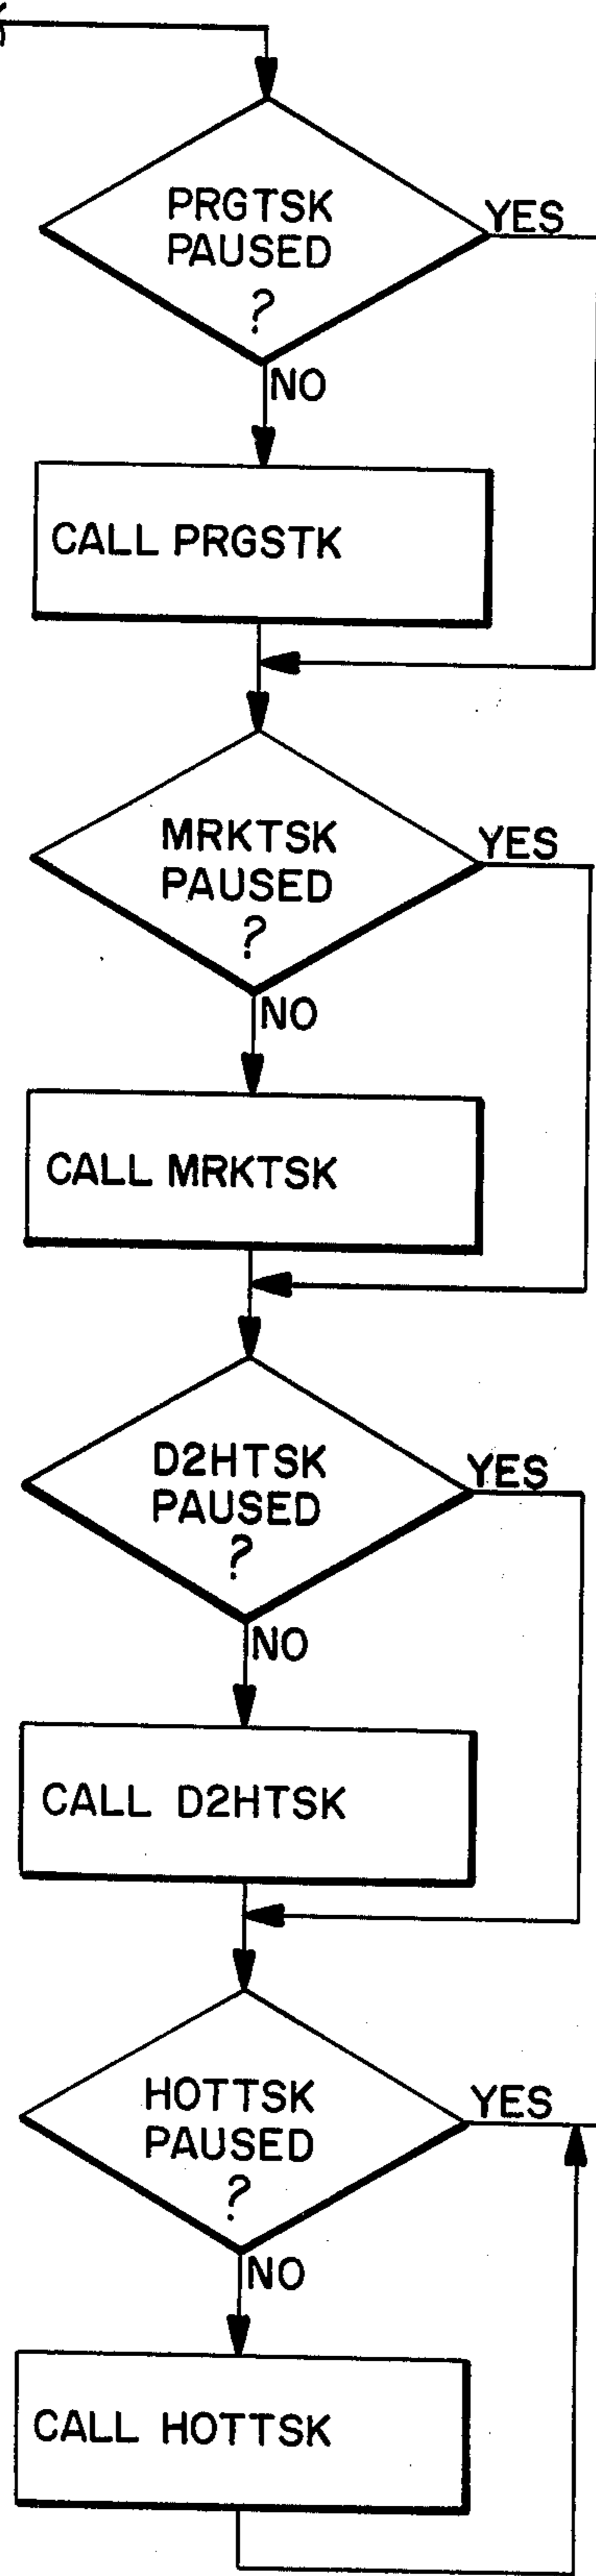 PRGTSK
PAUSED
?
YES
NO
CALL PRGSTK
MRKTSK
PAUSED
?
YES
NO
CALL MRKTSK
D2HTSK
PAUSED
?
YES
NO
CALL D2HTSK
HOTTSK
PAUSED
?
YES
NO
CALL HOTTSK